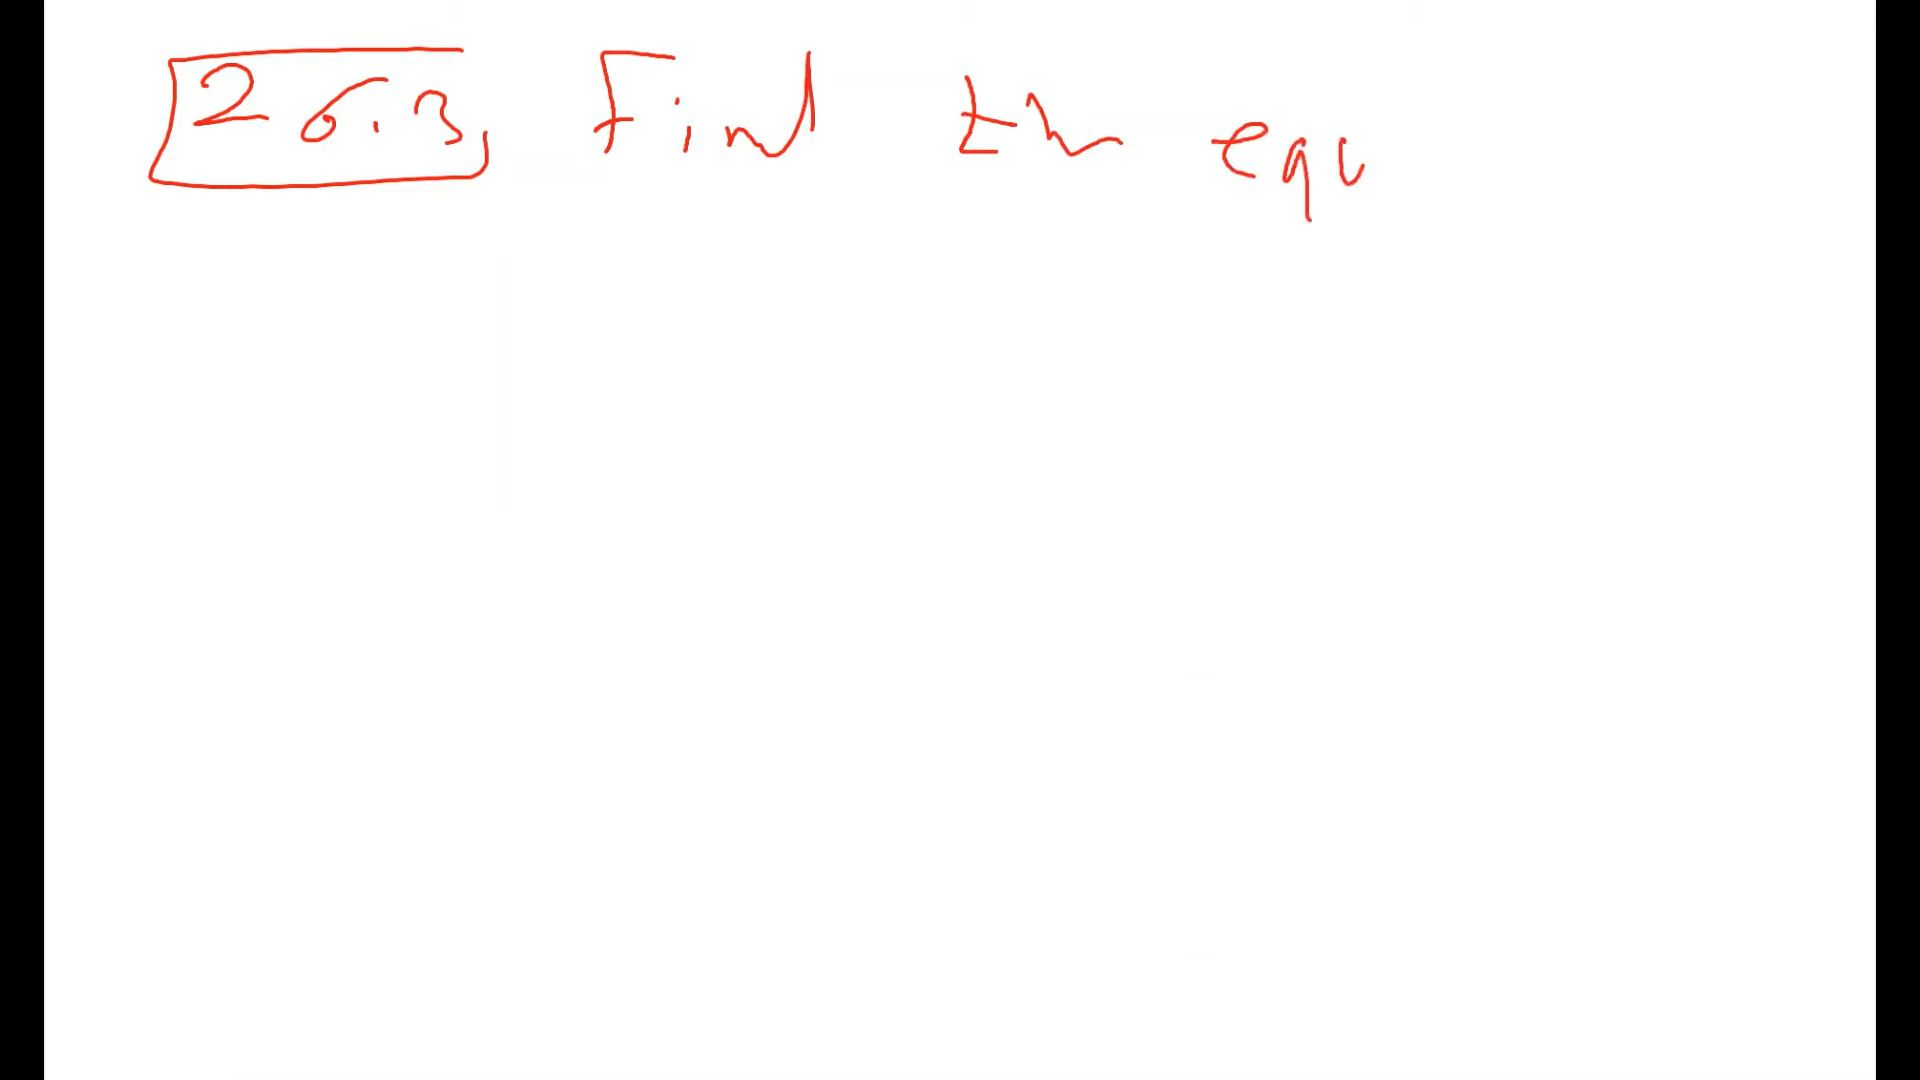 26.3, Find the equ